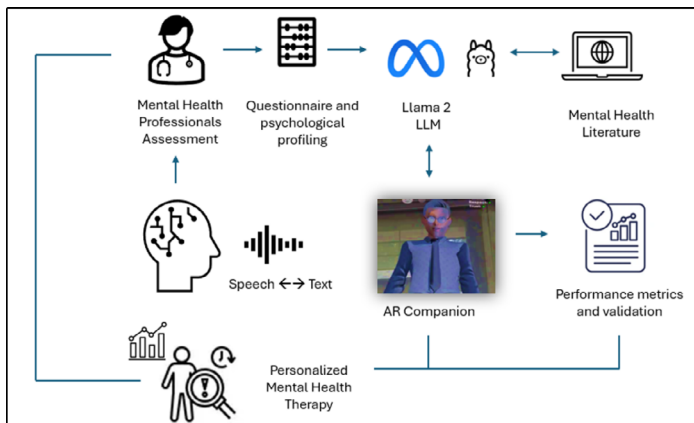 Mental Health
Professionals
Assessment
Questionnaire and
psychological
profiling
Llama 2
LLM
Mental Health
Literature
Speech ←→ Text
AR Companion
Performance metrics
and validation
Personalized
Mental Health
Therapy